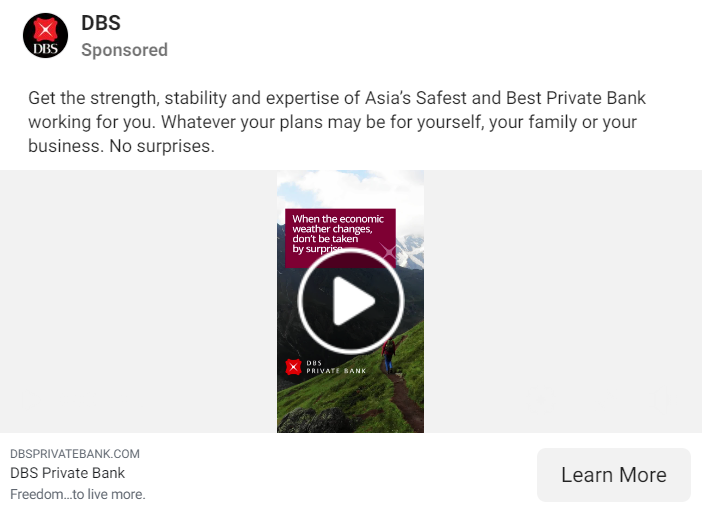 DBS
DBS
Sponsored
Get the strength, stability and expertise of Asia’s Safest and Best Private Bank
working for you. Whatever your plans may be for yourself, your family or your
business. No surprises.
When the economic
weather changes,
don't be taken
by surprise
DBS
PRIVATE BANK
DBSPRIVATEBANK.COM
DBS Private Bank
Freedom...to live more.
Learn More